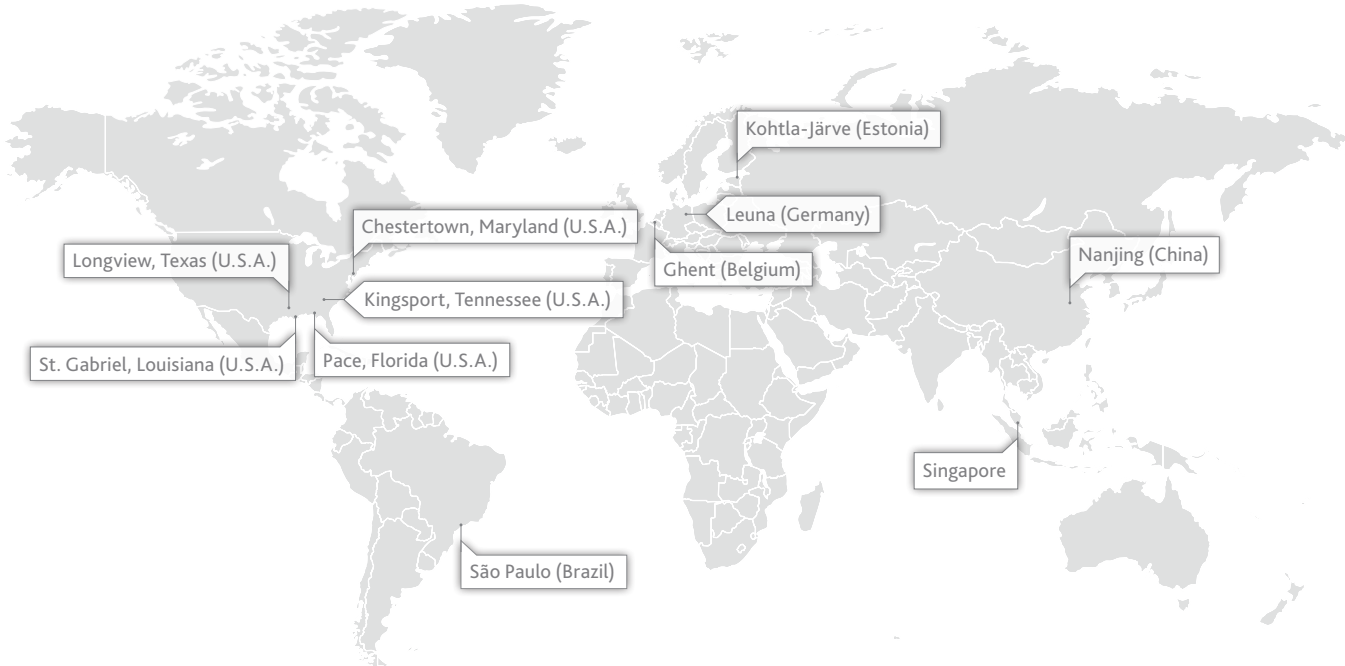 Kohtla-Järve (Estonia)
Leuna (Germany)
Chestertown, Maryland (U.S.A.)
Nanjing (China)
Longview, Texas (U.S.A.)
Ghent (Belgium)
Kingsport, Tennessee (U.S.A.)
St. Gabriel, Louisiana (U.S.A.)
Pace, Florida (U.S.A.)
Singapore
São Paulo (Brazil)